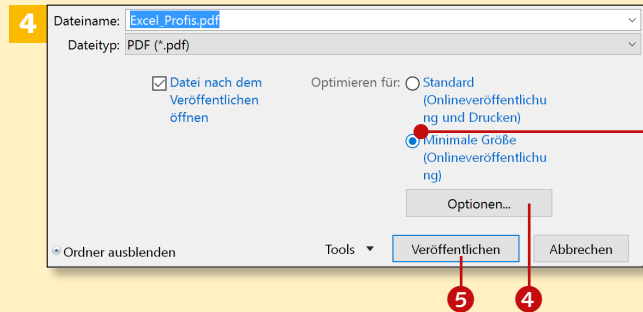 4
Dateiname: Excel_Profis.pdf
Dateityp: PDF (*.pdf)
Datei nach dem
Veröffentlichen
öffnen
Optimieren für: Standard
(Onlineveröffentlichu
ng und Drucken)
Minimale Größe
(Onlineveröffentlichu
ng)
Optionen...
Ordner ausblenden
Tools
Veröffentlichen
Abbrechen
5
4